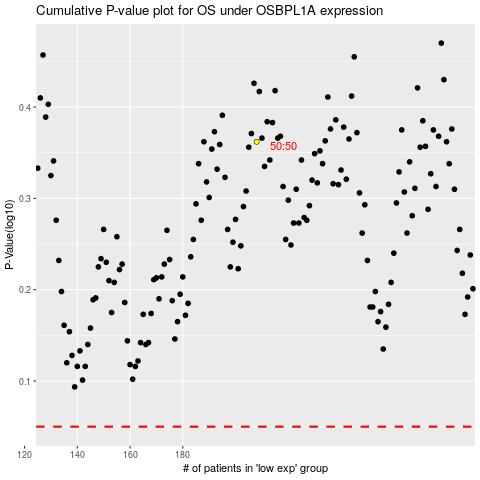 Cumulative P-value plot for OS under OSBPL1A expression
P-Value(log10)
0.4
0.3
0.2
0.1
50:50
120 140 160 180
# of patients in 'low exp' group